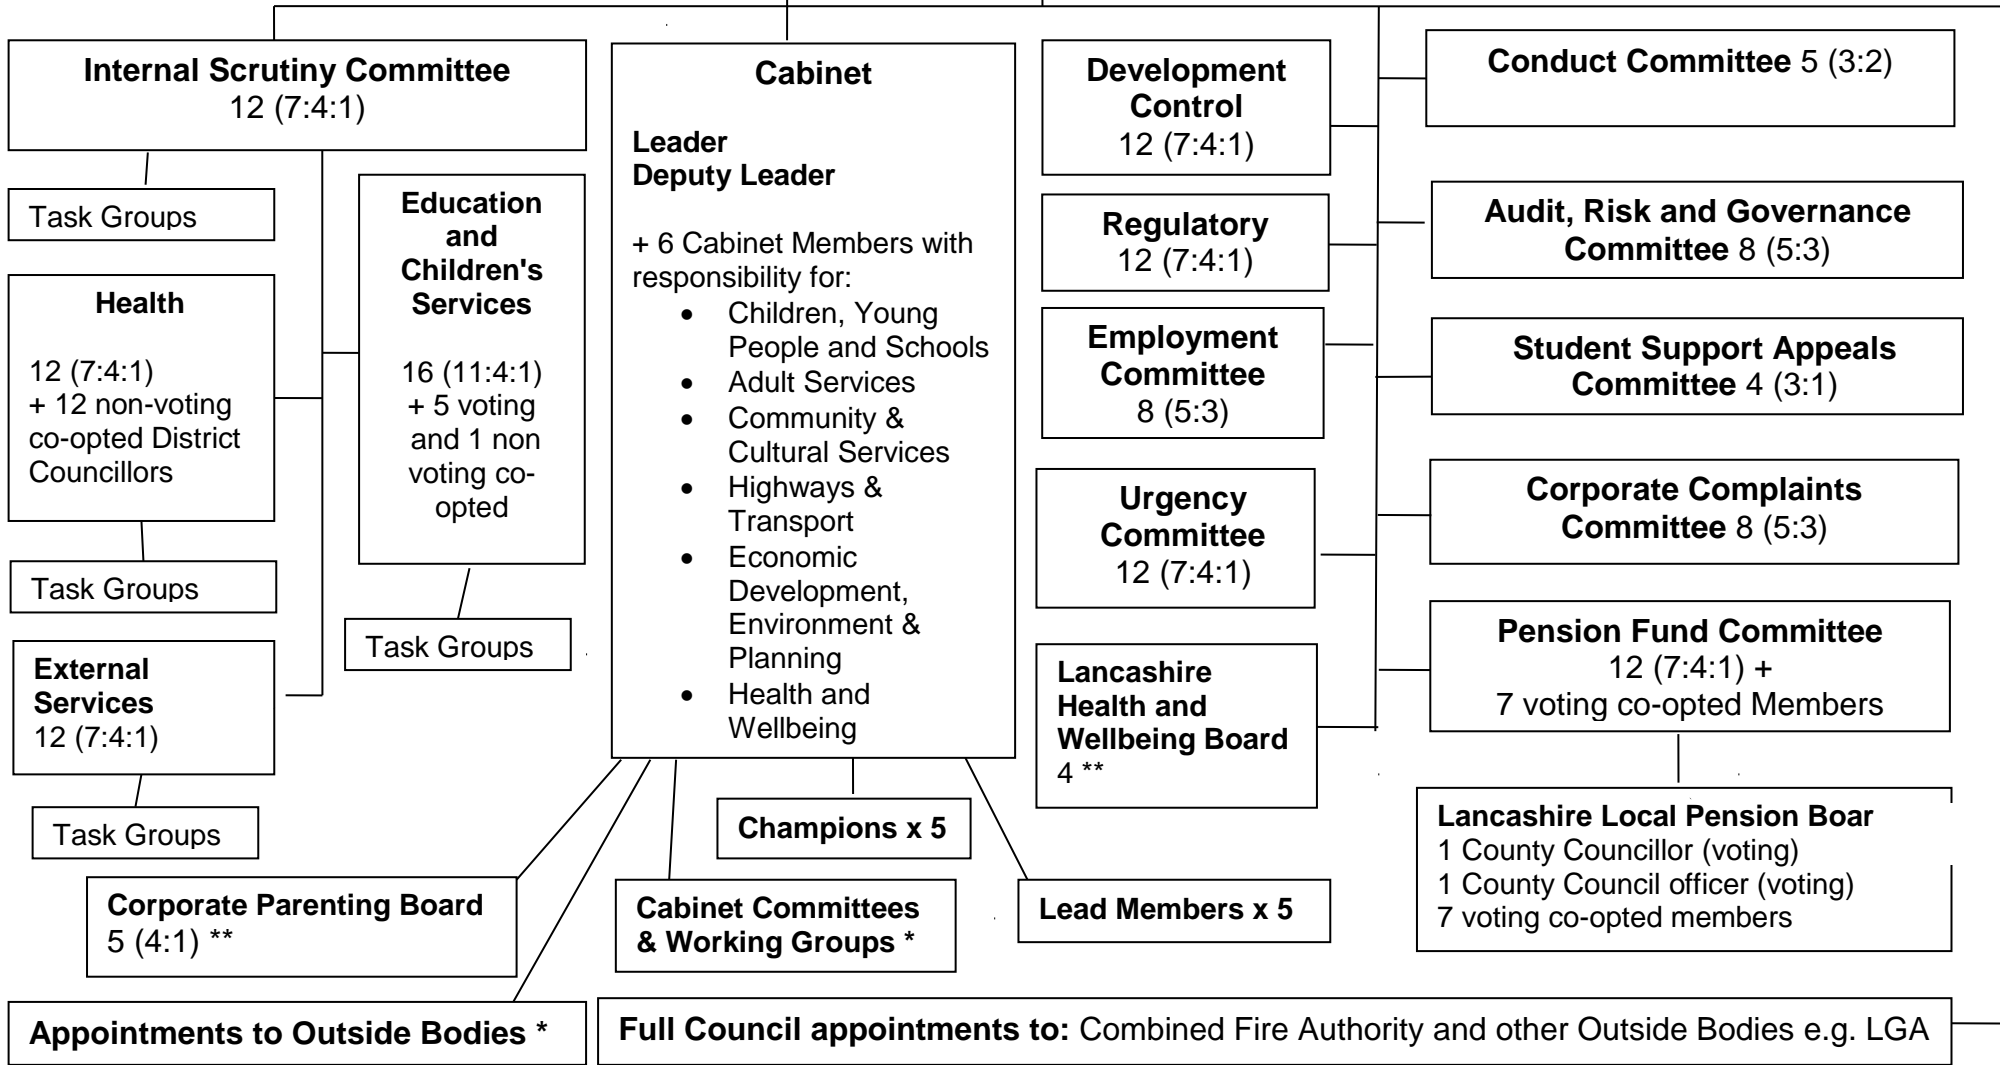 Internal Scrutiny Committee
12 (7:4:1)
Task Groups
Health
12 (7:4:1)
+ 12 non-voting
co-opted District
Councillors
Task Groups
External
Services
12 (7:4:1)
Task Groups
Education
and
Children's
Services
16 (11:4:1)
+ 5 voting
and 1 non
voting co-
opted
Task Groups
Cabinet
Leader
Deputy Leader
+ 6 Cabinet Members with
responsibility for:
• Children, Young
People and Schools
• Adult Services
• Community &
Cultural Services
• Highways &
Transport
• Economic
Development,
Environment &
Planning
• Health and
Wellbeing
Corporate Parenting Board
5 (4:1) **
Appointments to Outside Bodies *
Champions x 5
Cabinet Committees
& Working Groups *
Lead Members x 5
Development
Control
12 (7:4:1)
Regulatory
12 (7:4:1)
Employment
Committee
8 (5:3)
Urgency
Committee
12 (7:4:1)
Lancashire
Health and
Wellbeing Board
4 **
Conduct Committee 5 (3:2)
Audit, Risk and Governance
Committee 8 (5:3)
Student Support Appeals
Committee 4 (3:1)
Corporate Complaints
Committee 8 (5:3)
Pension Fund Committee
12 (7:4:1) +
7 voting co-opted Members
Lancashire Local Pension Boar
1 County Councillor (voting)
1 County Council officer (voting)
7 voting co-opted members
Full Council appointments to: Combined Fire Authority and other Outside Bodies e.g. LGA